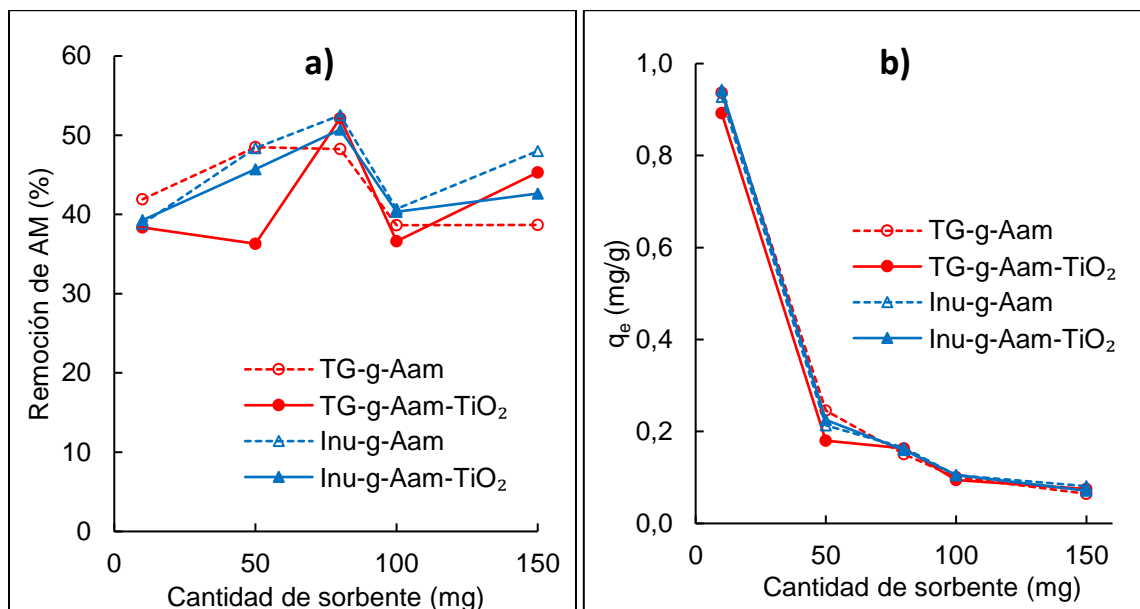 a)
60
50
40
30
20
10
0
Remoción de AM (%)
TG-g-Aam
TG-g-Aam-TiO₂
Inu-g-Aam
Inu-g-Aam-TiO₂
0 50 100 150
Cantidad de sorbente (mg)
b)
1,0
0,8
0,6
0,4
0,2
0,0
qₑ (mg/g)
TG-g-Aam
TG-g-Aam-TiO₂
Inu-g-Aam
Inu-g-Aam-TiO₂
0 50 100 150
Cantidad de sorbente (mg)